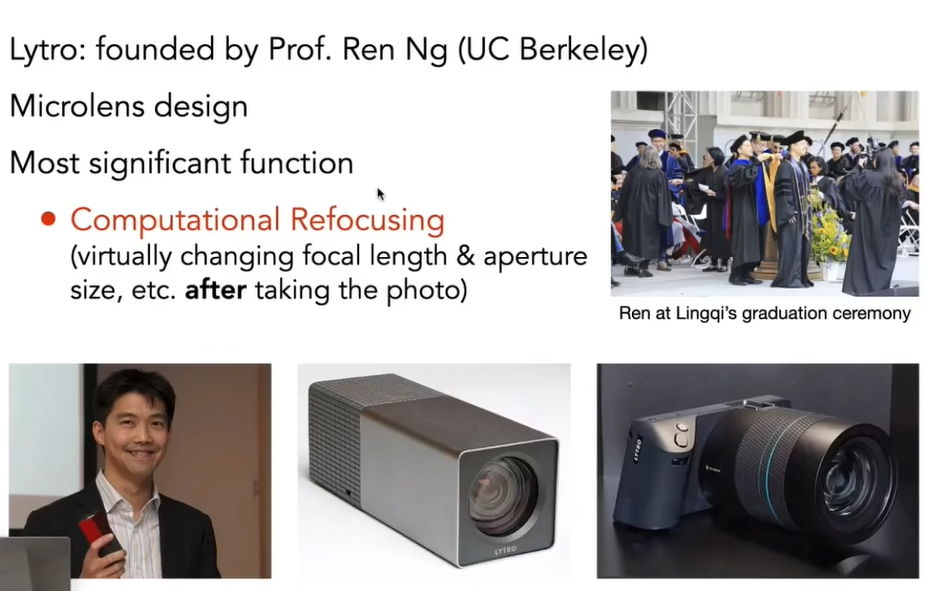 Lytro: founded by Prof. Ren Ng (UC Berkeley)
Microlens design
Most significant function
• Computational Refocusing
(virtually changing focal length & aperture
size, etc. after taking the photo)
Ren at Lingqi's graduation ceremony
LYTRO
LYTRO